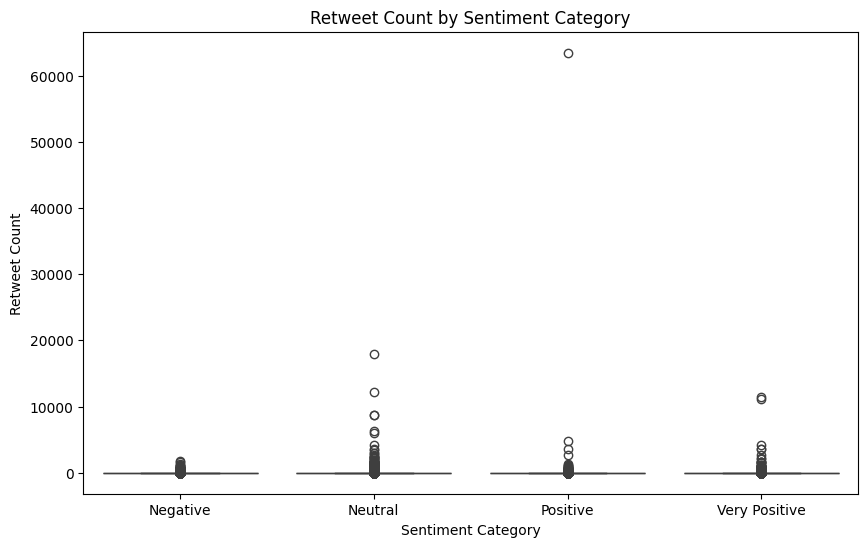 Retweet Count by Sentiment Category
60000
50000
40000
30000
20000
10000
0
Retweet Count
Negative Neutral Positive Very Positive
Sentiment Category